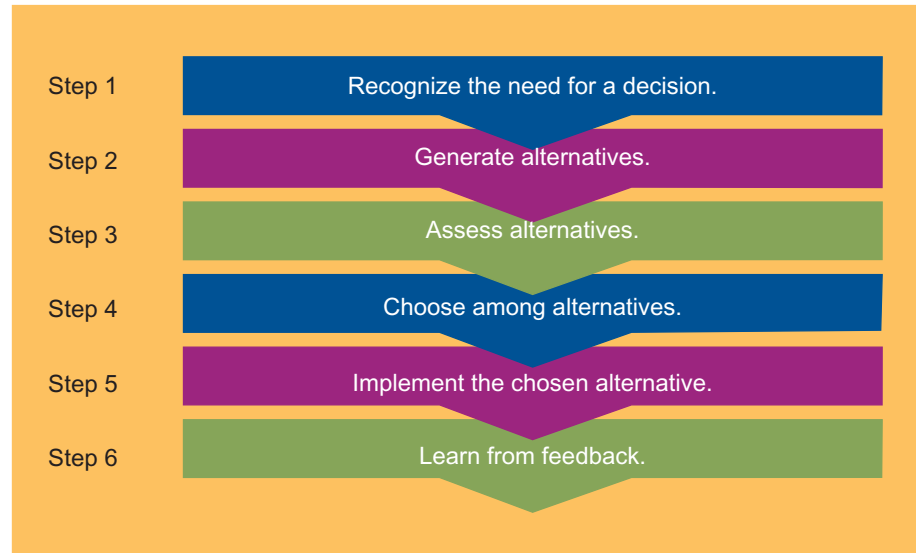 Step 1 Recognize the need for a decision.
Step 2 Generate alternatives.
Step 3 Assess alternatives.
Step 4 Choose among alternatives.
Step 5 Implement the chosen alternative.
Step 6 Learn from feedback.